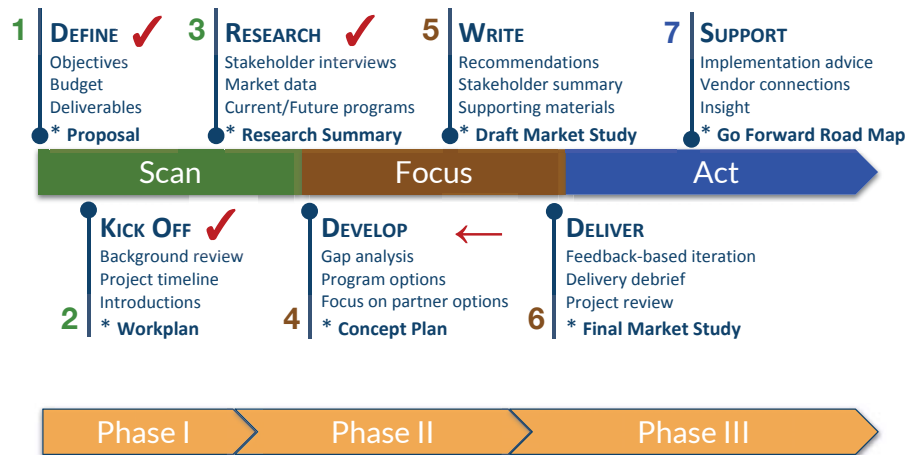 1
DEFINE
Objectives
Budget
Deliverables
* Proposal
3
RESEARCH
Stakeholder interviews
Market data
Current/Future programs
* Research Summary
5
WRITE
Recommendations
Stakeholder summary
Supporting materials
* Draft Market Study
7
SUPPORT
Implementation advice
Vendor connections
Insight
* Go Forward Road Map
Scan
Focus
Act
KICK OFF
Background review
Project timeline
Introductions
2
* Workplan
DEVELOP
Gap analysis
Program options
Focus on partner options
4
* Concept Plan
DELIVER
Feedback-based iteration
Delivery debrief
Project review
6
* Final Market Study
Phase I
Phase II
Phase III